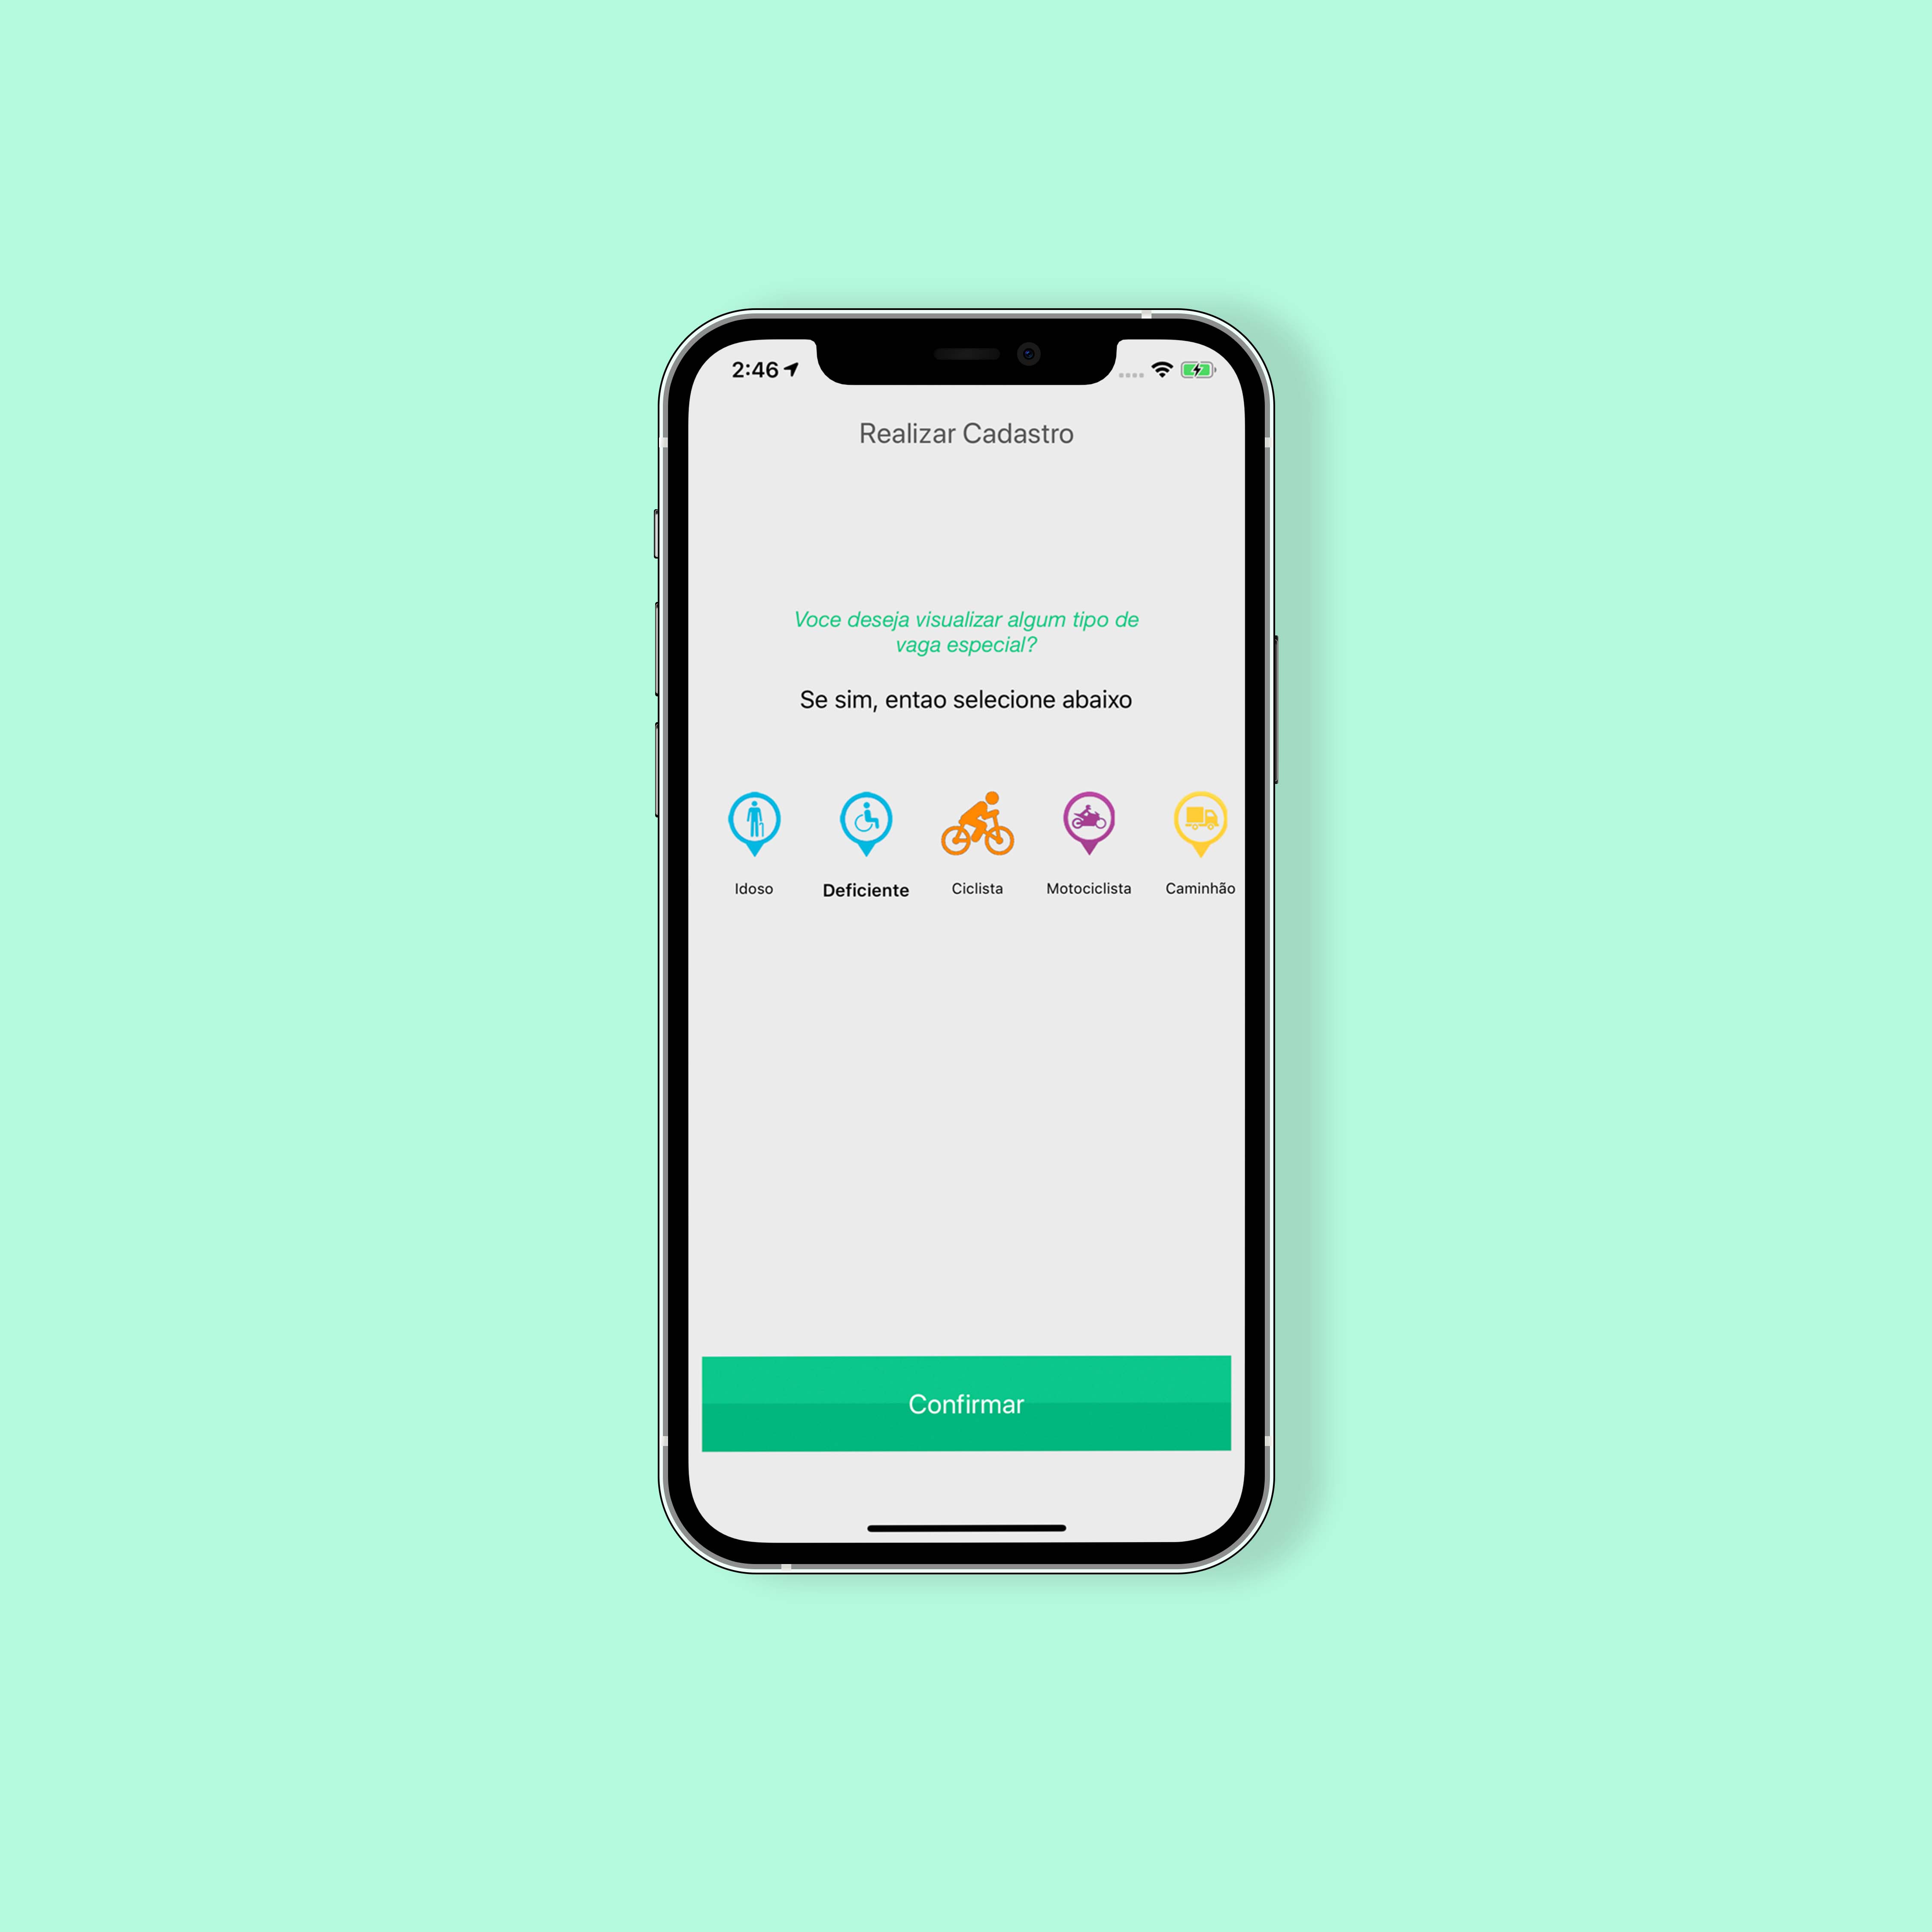 2:46
Realizar Cadastro
Voce deseja visualizar algum tipo de
vaga especial?
Se sim, entao selecione abaixo
Idoso Deficiente Ciclista Motociclista Caminhão
Confirmar